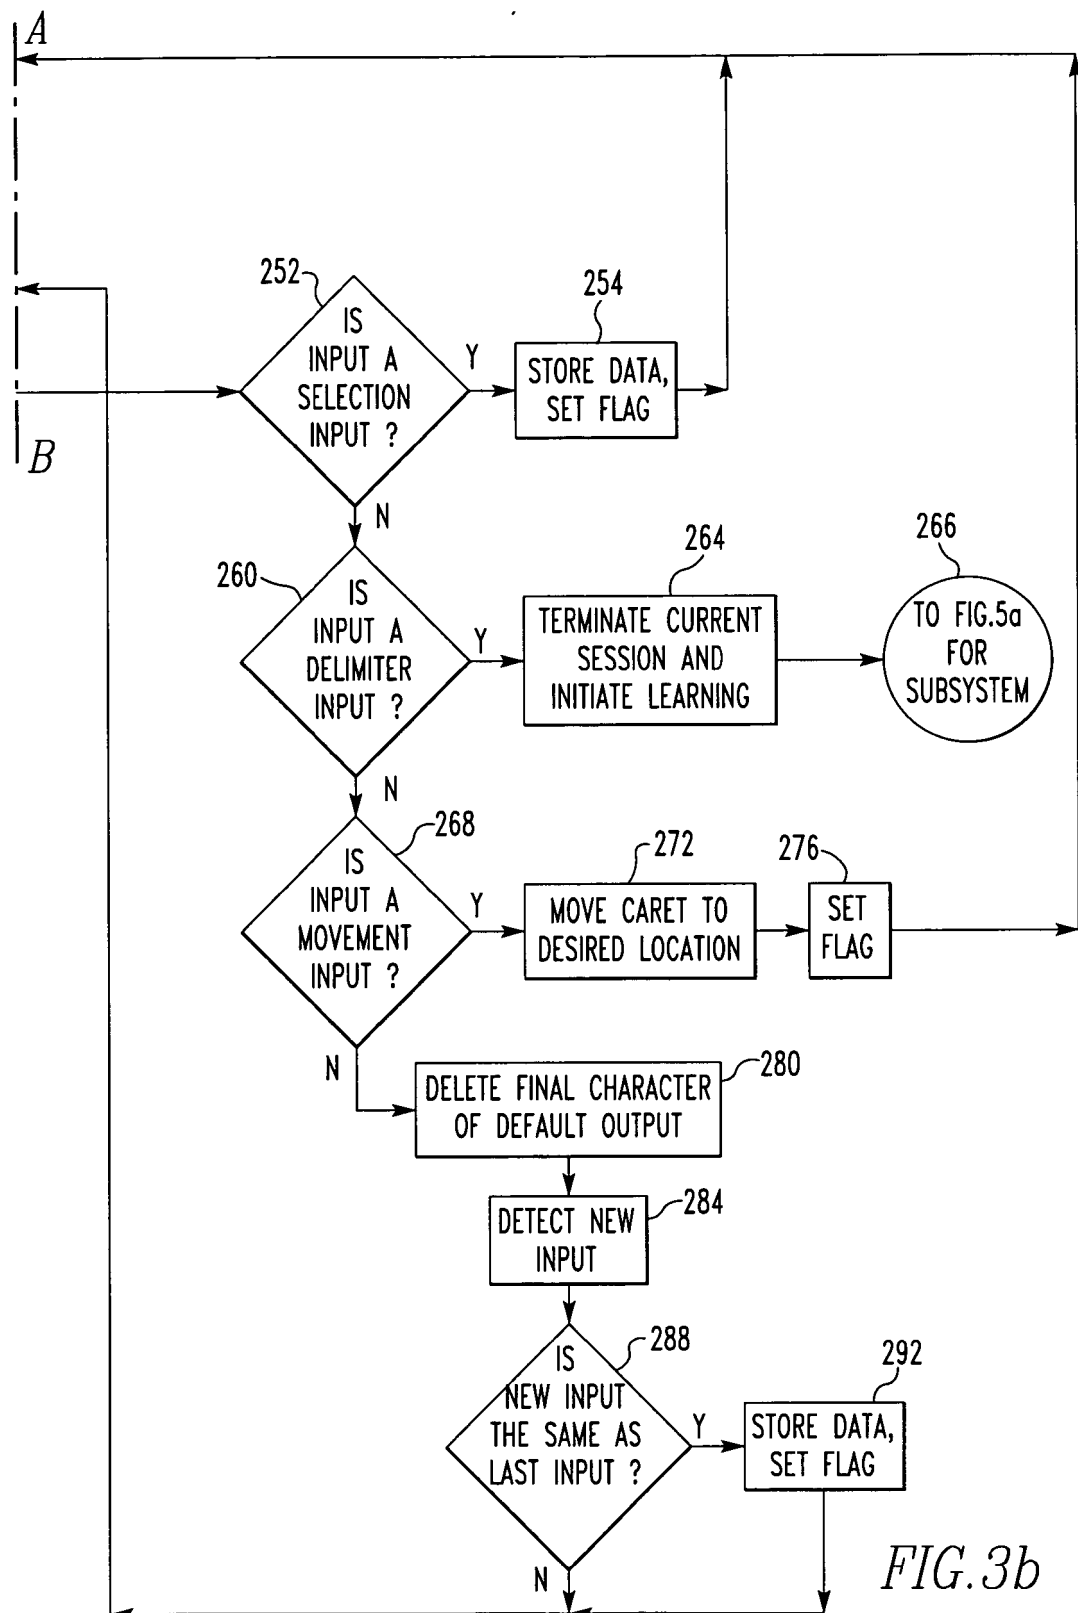 A
252
254
IS
INPUT A
SELECTION
INPUT ?
Y
STORE DATA,
SET FLAG
B
N
260
264
266
IS
INPUT A
DELIMITER
INPUT ?
Y
TERMINATE CURRENT
SESSION AND
INITIATE LEARNING
TO FIG.5a
FOR
SUBSYSTEM
N
268
272
276
IS
INPUT A
MOVEMENT
INPUT ?
Y
MOVE CARET TO
DESIRED LOCATION
SET
FLAG
N
280
DELETE FINAL CHARACTER
OF DEFAULT OUTPUT
284
DETECT NEW
INPUT
288
292
IS
NEW INPUT
THE SAME AS
LAST INPUT ?
Y
STORE DATA,
SET FLAG
N
FIG.3b